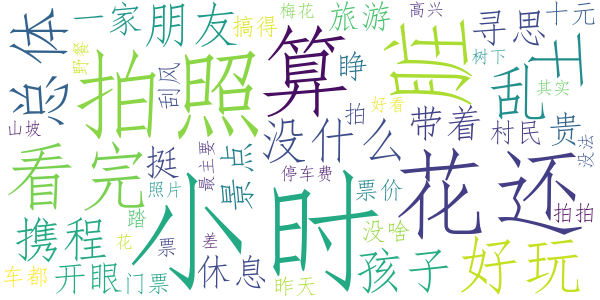 总体
一家
朋友
搞得
梅花
旅游
高兴
寻思
十元
野餐
拍照
刮风
算
睁
脏
树下
乱
土
其实
山坡
看完
挺
景点
最主要
没什么
拍
好看
带着
村民
贵
没法
照片
停车费
小时
票价
花还
携程
踏
票
花
差
休息
没啥
拍拍
车都
开眼
门票
昨天
孩子
好玩